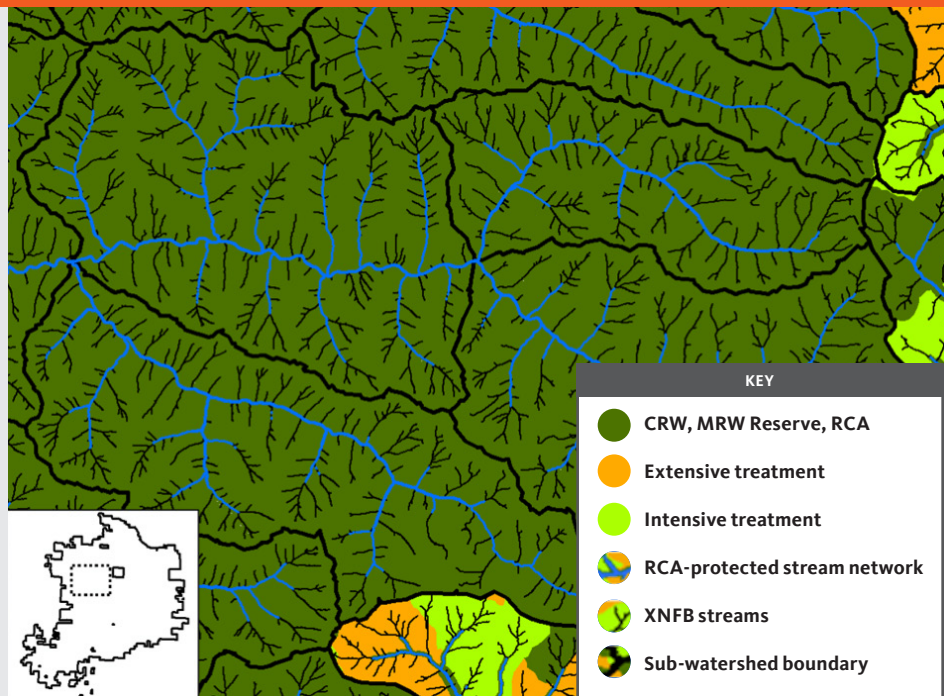 KEY
CRW, MRW Reserve, RCA
Extensive treatment
Intensive treatment
RCA-protected stream network
XNFB streams
Sub-watershed boundary